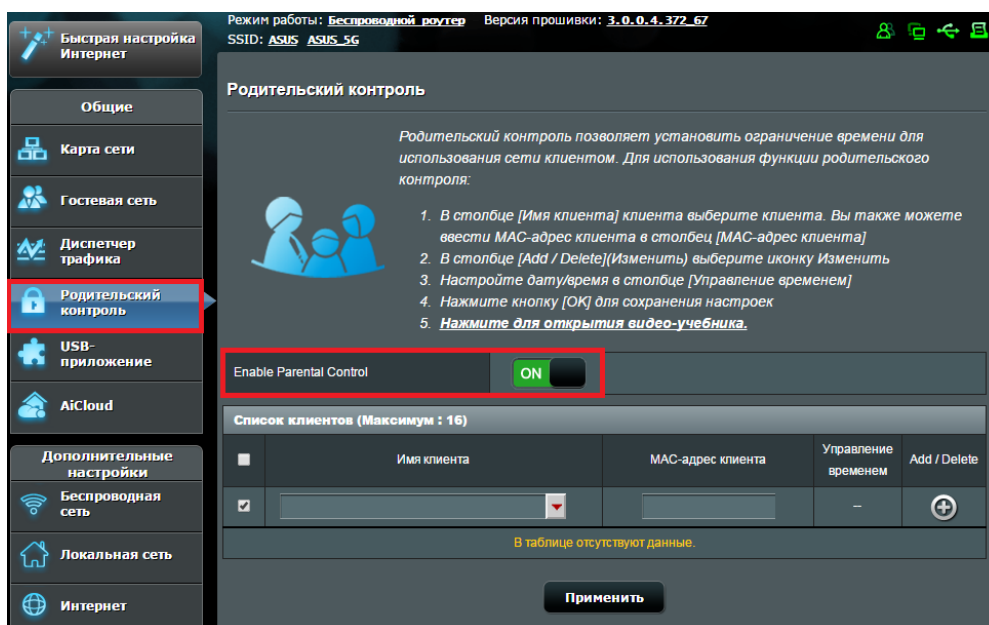 Режим работы: Беспроводной роутер Версия прошивки: 3.0.0.4.372_67
SSID: ASUS ASUS_5G
Быстрая настройка
Интернет
Общие
Карта сети
Гостевая сеть
Диспетчер
трафика
Родительский
контроль
USB-
приложение
AiCloud
Дополнительные
настройки
Беспроводная
сеть
Локальная сеть
Интернет
Родительский контроль
Родительский контроль позволяет установить ограничение времени для
использования сети клиентом. Для использования функции родительского
контроля:
1. В столбце [Имя клиента] клиента выберите клиента. Вы также можете
ввести MAC-адрес клиента в столбец [MAC-адрес клиента]
2. В столбце [Add / Delete](Изменить) выберите иконку Изменить
3. Настройте дату/время в столбце [Управление временем]
4. Нажмите кнопку [OK] для сохранения настроек
5. Нажмите для открытия видео-учебника.
Enable Parental Control ON
Список клиентов (Максимум : 16)
Имя клиента MAC-адрес клиента Управление временем Add / Delete
–
В таблице отсутствуют данные.
Применить